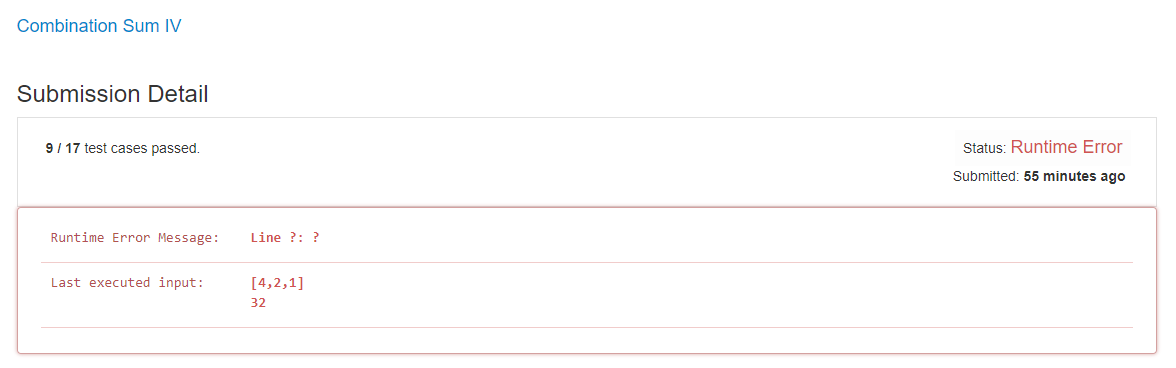 Combination Sum IV
Submission Detail
9 / 17 test cases passed.
Status: Runtime Error
Submitted: 55 minutes ago
Runtime Error Message: Line ?: ?
Last executed input: [4,2,1]
32